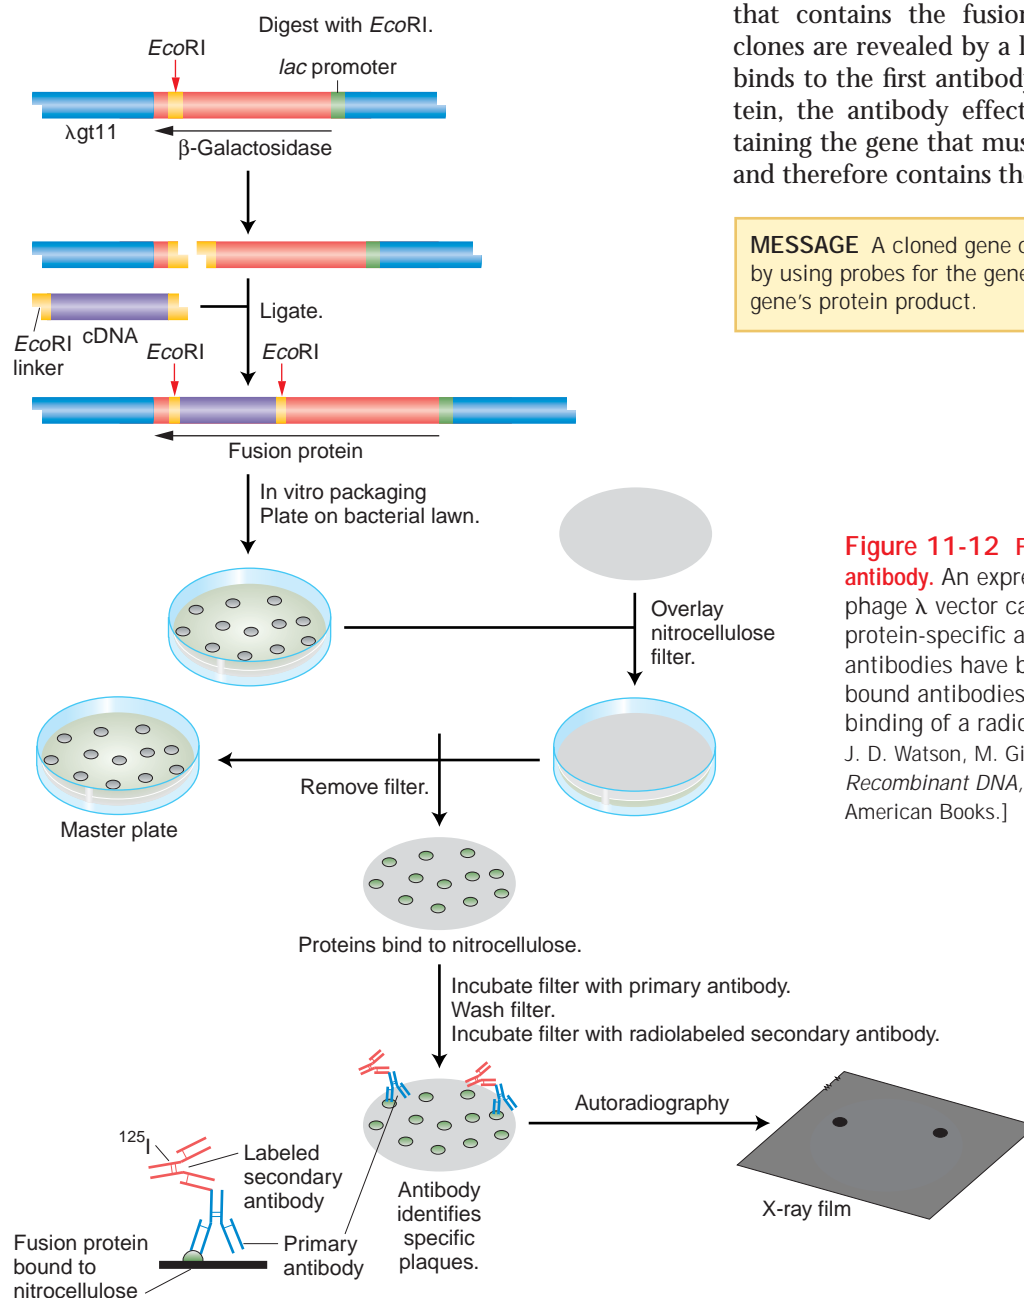 that contains the fusion
clones are revealed by a l
binds to the first antibody
tein, the antibody effect
taining the gene that mus
and therefore contains the
MESSAGE A cloned gene c
by using probes for the gene
gene's protein product.
Digest with EcoRI.
EcoRI
lac promoter
λgt11
β-Galactosidase
Ligate.
cDNA
EcoRI
linker
EcoRI
EcoRI
Fusion protein
In vitro packaging
Plate on bacterial lawn.
Overlay
nitrocellulose
filter.
Remove filter.
Master plate
Proteins bind to nitrocellulose.
Incubate filter with primary antibody.
Wash filter.
Incubate filter with radiolabeled secondary antibody.
Autoradiography
X-ray film
125I
Labeled
secondary
antibody
Primary
antibody
Antibody
identifies
specific
plaques.
Fusion protein
bound to
nitrocellulose
Figure 11-12 F
antibody. An expre
phage λ vector ca
protein-specific a
antibodies have b
bound antibodies
binding of a radio
J. D. Watson, M. Gi
Recombinant DNA,
American Books.]